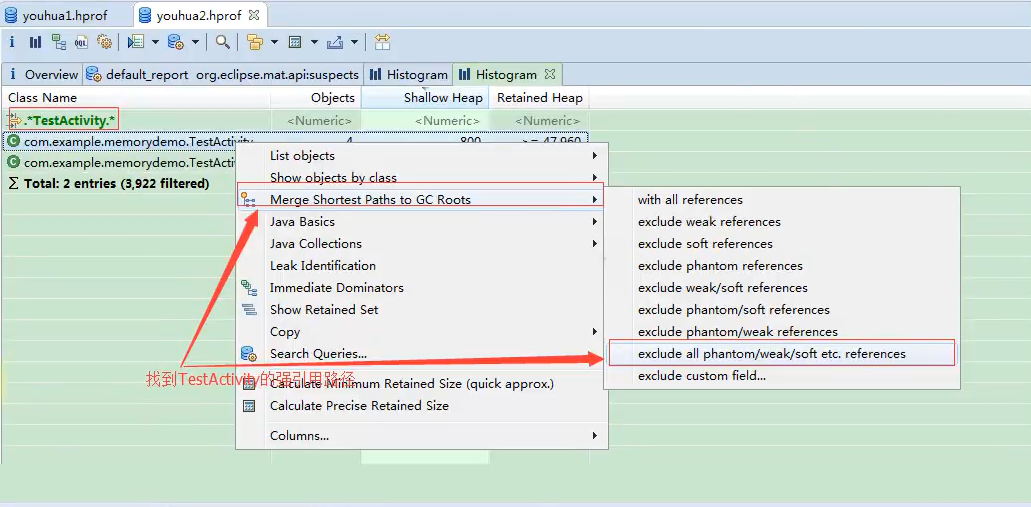 youhua1.hprof youhua2.hprof
i OQL
i Overview default_report org.eclipse.mat.api:suspects Histogram Histogram
Class Name Objects Shallow Heap Retained Heap
.*TestActivity.* <Numeric> <Numeric> <Numeric>
com.example.memorydemo.TestActivity 4 800 >= 47,960
com.example.memorydemo.TestActi
Σ Total: 2 entries (3,922 filtered)
List objects
Show objects by class
Merge Shortest Paths to GC Roots
Java Basics
Java Collections
Leak Identification
Immediate Dominators
Show Retained Set
Copy
Search Queries...
找到TestActivity的强引用路径
Calculate Minimum Retained Size (quick approx.)
Calculate Precise Retained Size
Columns...
with all references
exclude weak references
exclude soft references
exclude phantom references
exclude weak/soft references
exclude phantom/soft references
exclude phantom/weak references
exclude all phantom/weak/soft etc. references
exclude custom field...